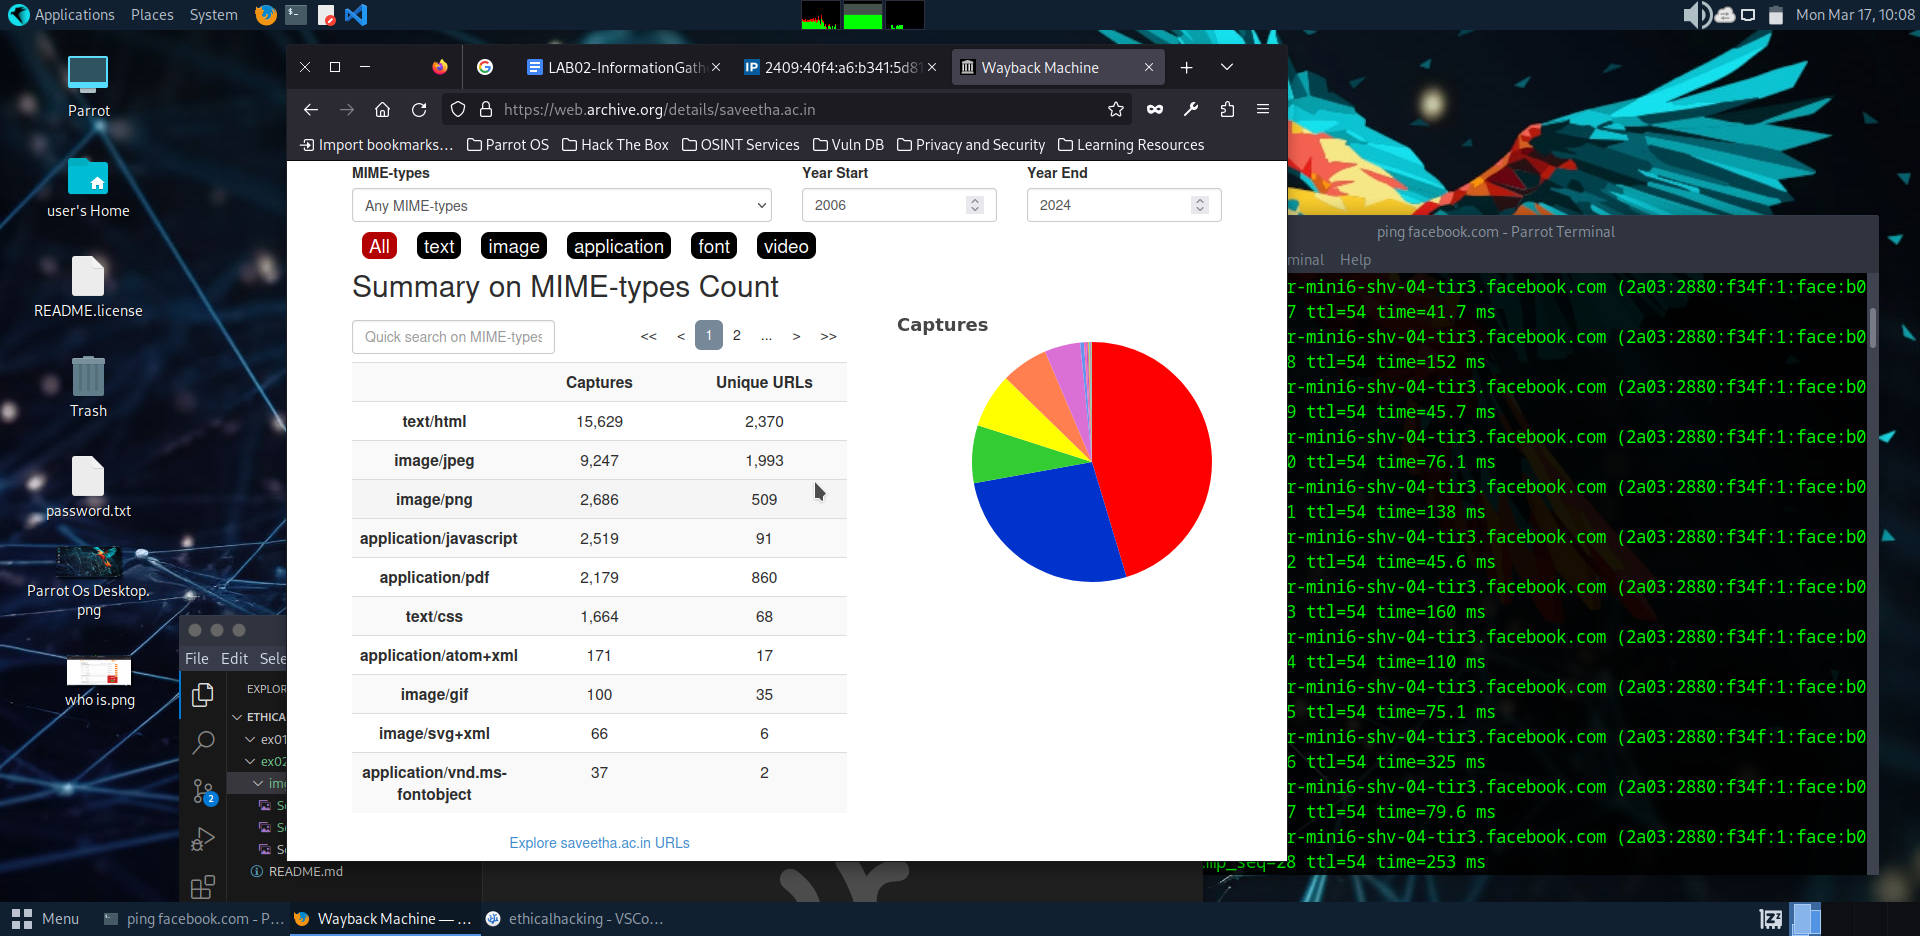 Applications Places System
Mon Mar 17, 10:08
Parrot
user's Home
README.license
Trash
password.txt
Parrot Os Desktop.
png
who is.png
LAB02-InformationGath
IP 2409:40f4:a6:b341:5d81
Wayback Machine
https://web.archive.org/details/saveetha.ac.in
Import bookmarks... Parrot OS Hack The Box OSINT Services Vuln DB Privacy and Security Learning Resources
MIME-types Year Start Year End
Any MIME-types 2006 2024
All text image application font video
Summary on MIME-types Count
Quick search on MIME-types
<< < 1 2 ... > >>
Captures Unique URLs
text/html 15,629 2,370
image/jpeg 9,247 1,993
image/png 2,686 509
application/javascript 2,519 91
application/pdf 2,179 860
text/css 1,664 68
application/atom+xml 171 17
image/gif 100 35
image/svg+xml 66 6
application/vnd.ms-
fontobject 37 2
Explore saveetha.ac.in URLs
Captures
ping facebook.com - Parrot Terminal
minal Help
r-mini6-shv-04-tir3.facebook.com (2a03:2880:f34f:1:face:b0
7 ttl=54 time=41.7 ms
r-mini6-shv-04-tir3.facebook.com (2a03:2880:f34f:1:face:b0
8 ttl=54 time=152 ms
r-mini6-shv-04-tir3.facebook.com (2a03:2880:f34f:1:face:b0
9 ttl=54 time=45.7 ms
r-mini6-shv-04-tir3.facebook.com (2a03:2880:f34f:1:face:b0
0 ttl=54 time=76.1 ms
r-mini6-shv-04-tir3.facebook.com (2a03:2880:f34f:1:face:b0
1 ttl=54 time=138 ms
r-mini6-shv-04-tir3.facebook.com (2a03:2880:f34f:1:face:b0
2 ttl=54 time=45.6 ms
r-mini6-shv-04-tir3.facebook.com (2a03:2880:f34f:1:face:b0
3 ttl=54 time=160 ms
r-mini6-shv-04-tir3.facebook.com (2a03:2880:f34f:1:face:b0
4 ttl=54 time=110 ms
r-mini6-shv-04-tir3.facebook.com (2a03:2880:f34f:1:face:b0
5 ttl=54 time=75.1 ms
r-mini6-shv-04-tir3.facebook.com (2a03:2880:f34f:1:face:b0
6 ttl=54 time=325 ms
r-mini6-shv-04-tir3.facebook.com (2a03:2880:f34f:1:face:b0
7 ttl=54 time=79.6 ms
r-mini6-shv-04-tir3.facebook.com (2a03:2880:f34f:1:face:b0
mp_seq=28 ttl=54 time=253 ms
File Edit Sele
EXPLOR
ETHICA
ex01
ex02
im
Sc
Sc
Sc
README.md
2
Menu ping facebook.com - P... Wayback Machine — ... ethicalhacking - VSCo...